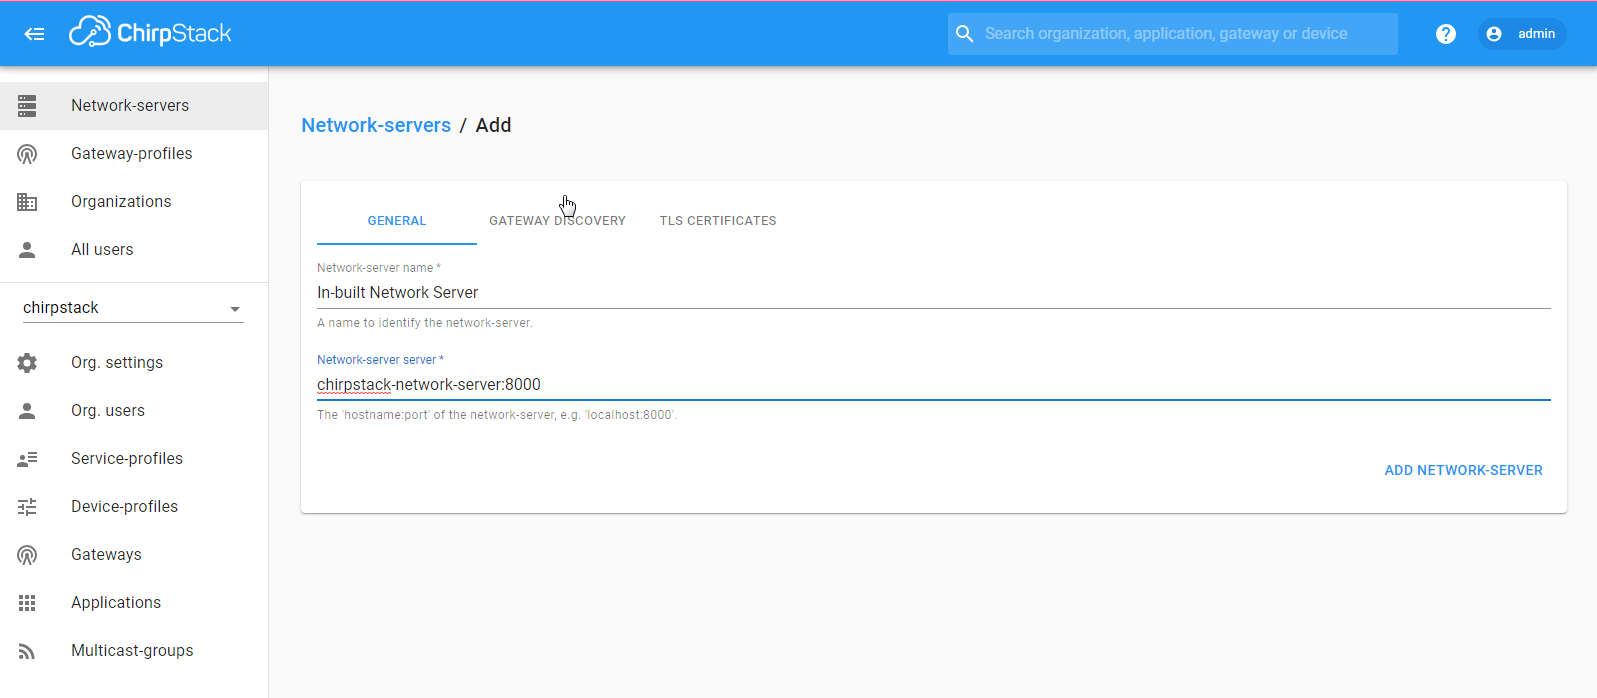 ChirpStack
Search organization, application, gateway or device
?
admin
Network-servers
Gateway-profiles
Organizations
All users
chirpstack
Org. settings
Org. users
Service-profiles
Device-profiles
Gateways
Applications
Multicast-groups
Network-servers / Add
GENERAL GATEWAY DISCOVERY TLS CERTIFICATES
Network-server name *
In-built Network Server
A name to identify the network-server.
Network-server server *
chirpstack-network-server:8000
The 'hostname:port' of the network-server, e.g. 'localhost:8000'.
ADD NETWORK-SERVER